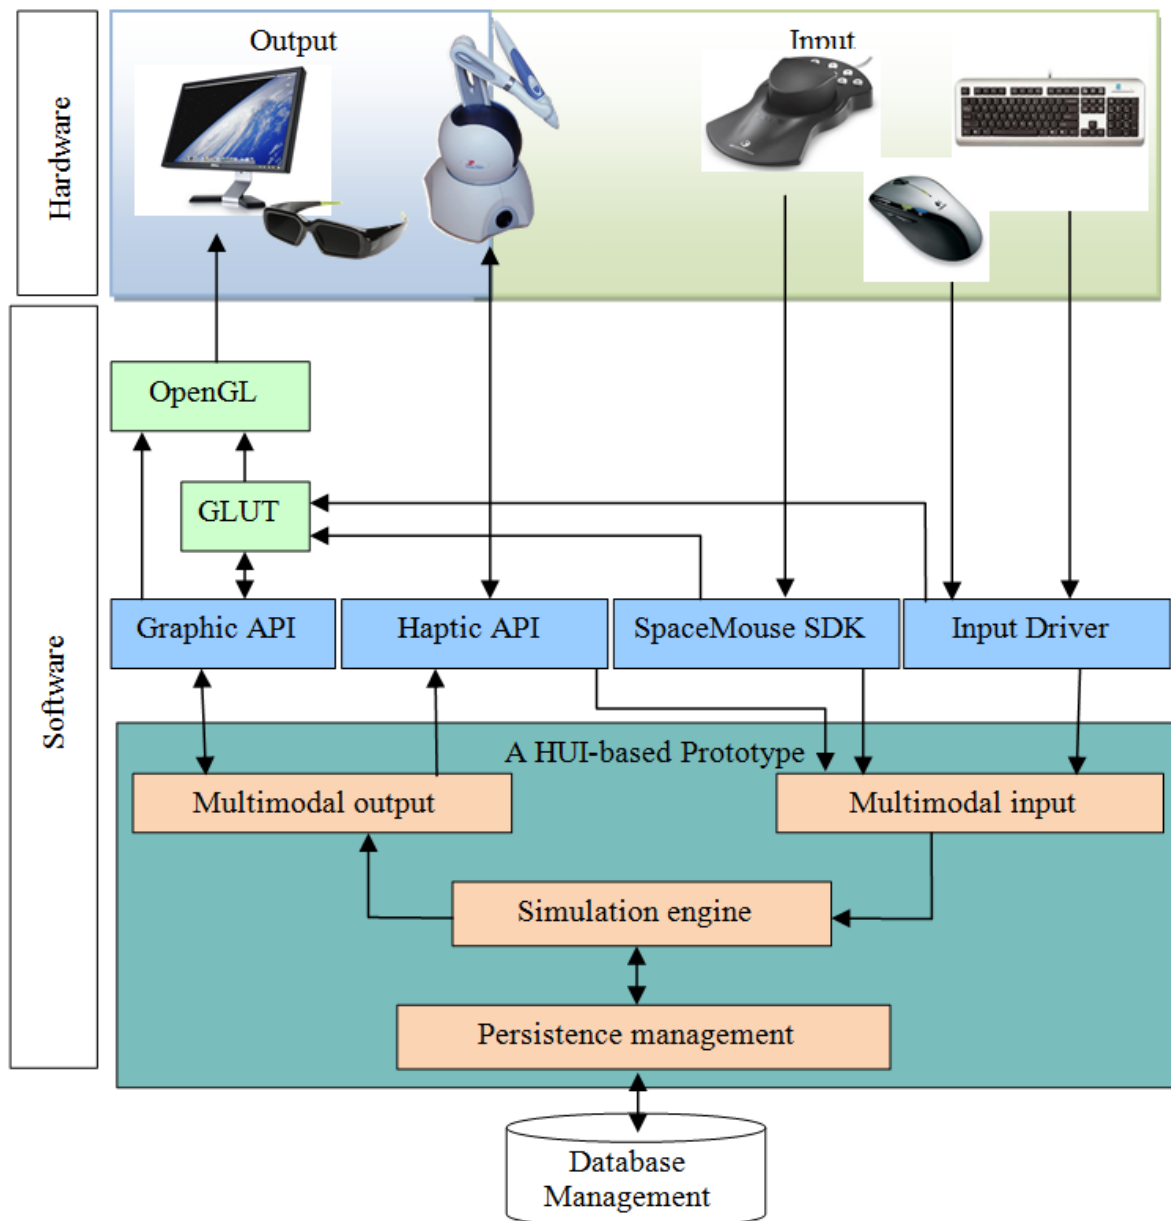 Hardware
Output
Input
Software
OpenGL
GLUT
Graphic API
Haptic API
SpaceMouse SDK
Input Driver
A HUI-based Prototype
Multimodal output
Multimodal input
Simulation engine
Persistence management
Database
Management